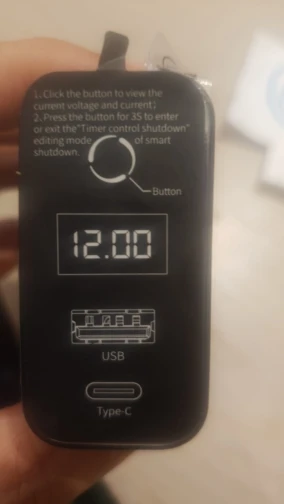 1. Click the button to view the
current voltage and current;
2. Press the button for 3S to enter
or exit the"Timer control shutdown"
editing mode of smart
shutdown.
Button
12.00
USB
Type-C